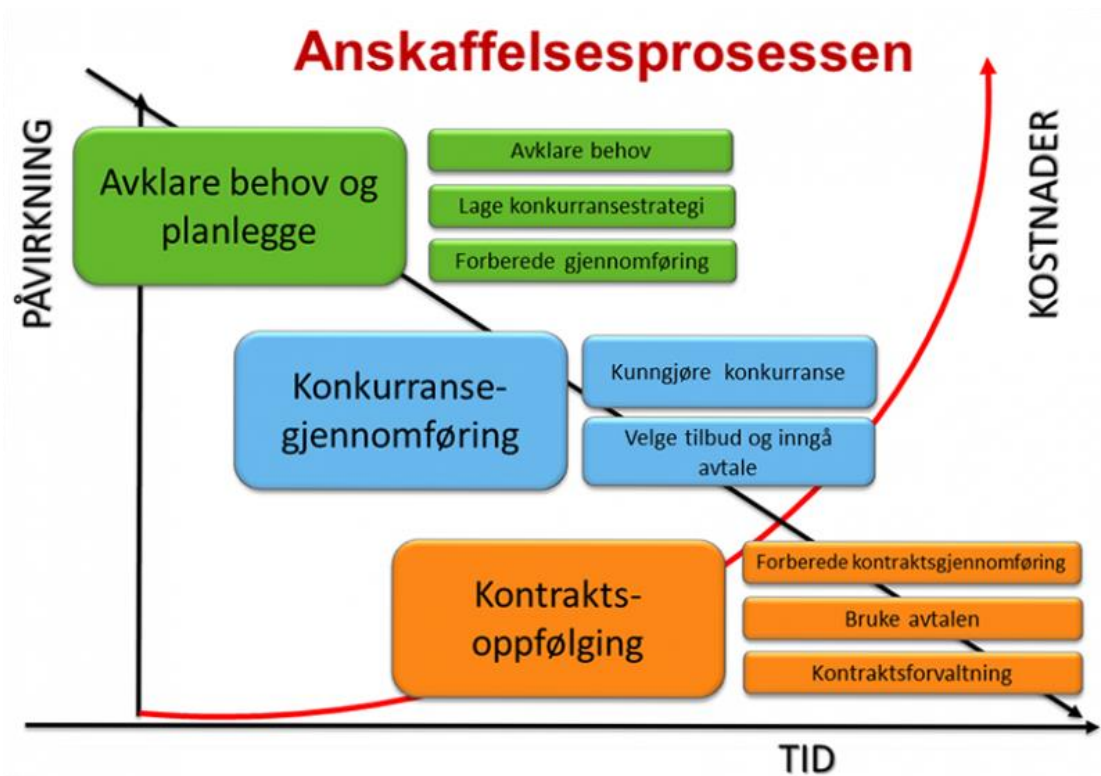 Anskaffelsesprosessen
PÅVIRKNING
KOSTNADER
Avklare behov og
planlegge
Avklare behov
Lage konkurransestrategi
Forberede gjennomføring
Konkurranse-
gjennomføring
Kunngjøre konkurranse
Velge tilbud og inngå
avtale
Kontrakts-
oppfølging
Forberede kontraktsgjennomføring
Bruke avtalen
Kontraktsforvaltning
TID